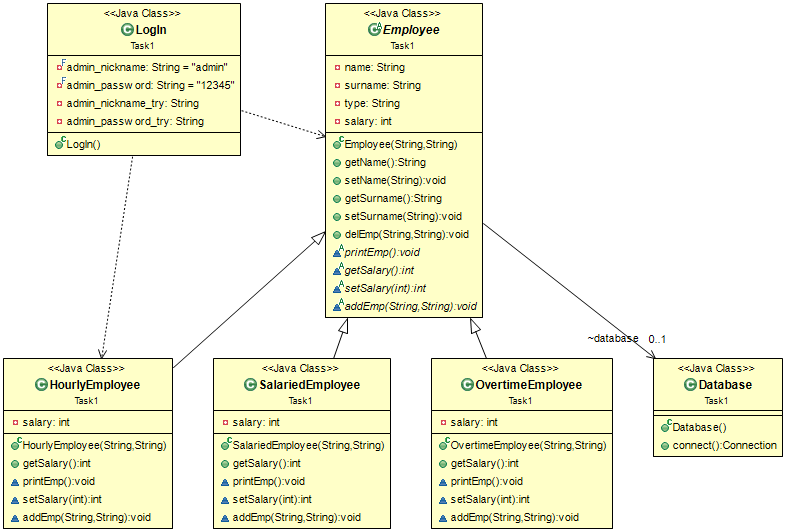 <<Java Class>>
LogIn
Task1
admin_nickname: String = "admin"
admin_password: String = "12345"
admin_nickname_try: String
admin_password_try: String
LogIn()
<<Java Class>>
Employee
Task1
name: String
surname: String
type: String
salary: int
Employee(String,String)
getName():String
setName(String):void
getSurname():String
setSurname(String):void
delEmp(String,String):void
printEmp():void
getSalary():int
setSalary(int):int
addEmp(String,String):void
~database 0..1
<<Java Class>>
HourlyEmployee
Task1
salary: int
HourlyEmployee(String,String)
getSalary():int
printEmp():void
setSalary(int):int
addEmp(String,String):void
<<Java Class>>
SalariedEmployee
Task1
salary: int
SalariedEmployee(String,String)
getSalary():int
printEmp():void
setSalary(int):int
addEmp(String,String):void
<<Java Class>>
OvertimeEmployee
Task1
salary: int
OvertimeEmployee(String,String)
getSalary():int
printEmp():void
setSalary(int):int
addEmp(String,String):void
<<Java Class>>
Database
Task1
Database()
connect():Connection